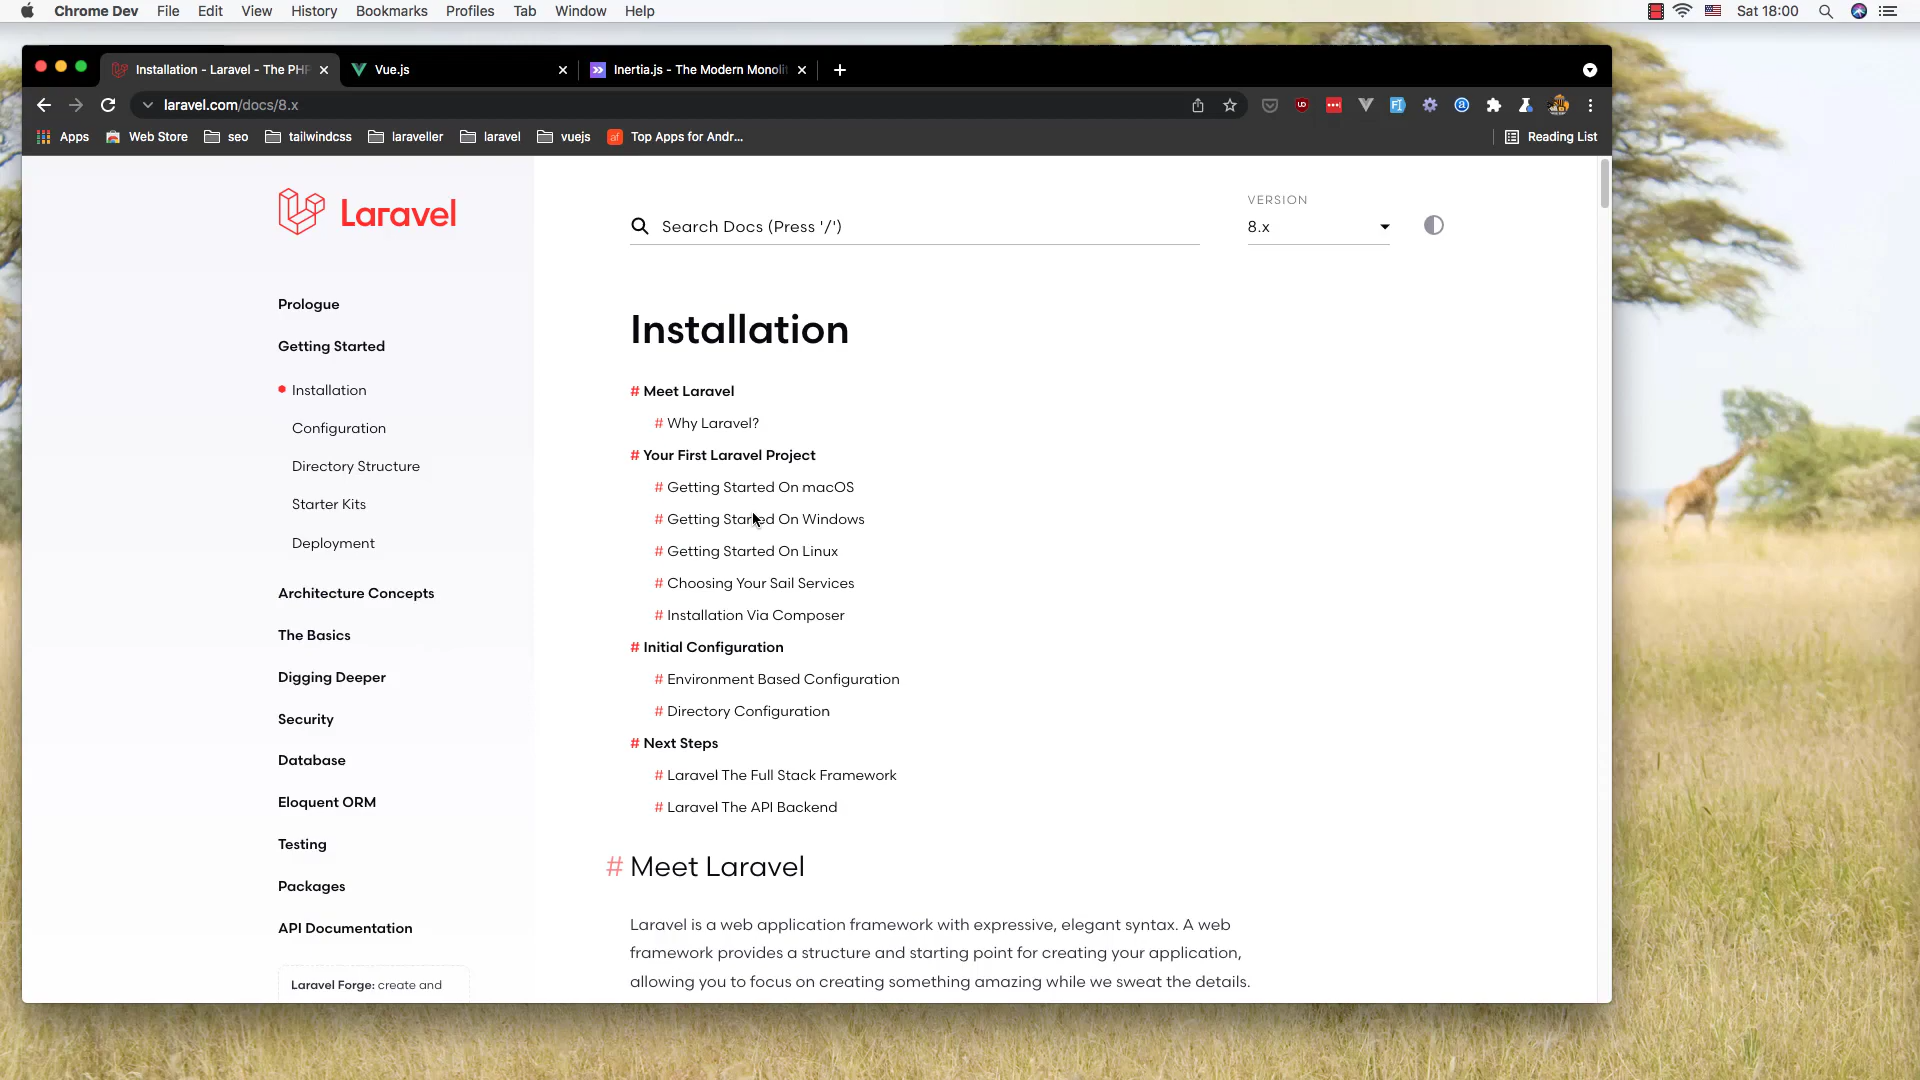 Chrome Dev File Edit View History Bookmarks Profiles Tab Window Help Sat 18:00
Installation - Laravel - The PHP Vue.js Inertia.js - The Modern Monolit
laravel.com/docs/8.x
Apps Web Store seo tailwindcss laraveller laravel vuejs Top Apps for Andr... Reading List
Laravel
Prologue
Getting Started
Installation
Configuration
Directory Structure
Starter Kits
Deployment
Architecture Concepts
The Basics
Digging Deeper
Security
Database
Eloquent ORM
Testing
Packages
API Documentation
Laravel Forge: create and
Search Docs (Press '/')
VERSION
8.x
Installation
# Meet Laravel
# Why Laravel?
# Your First Laravel Project
# Getting Started On macOS
# Getting Started On Windows
# Getting Started On Linux
# Choosing Your Sail Services
# Installation Via Composer
# Initial Configuration
# Environment Based Configuration
# Directory Configuration
# Next Steps
# Laravel The Full Stack Framework
# Laravel The API Backend
# Meet Laravel
Laravel is a web application framework with expressive, elegant syntax. A web
framework provides a structure and starting point for creating your application,
allowing you to focus on creating something amazing while we sweat the details.